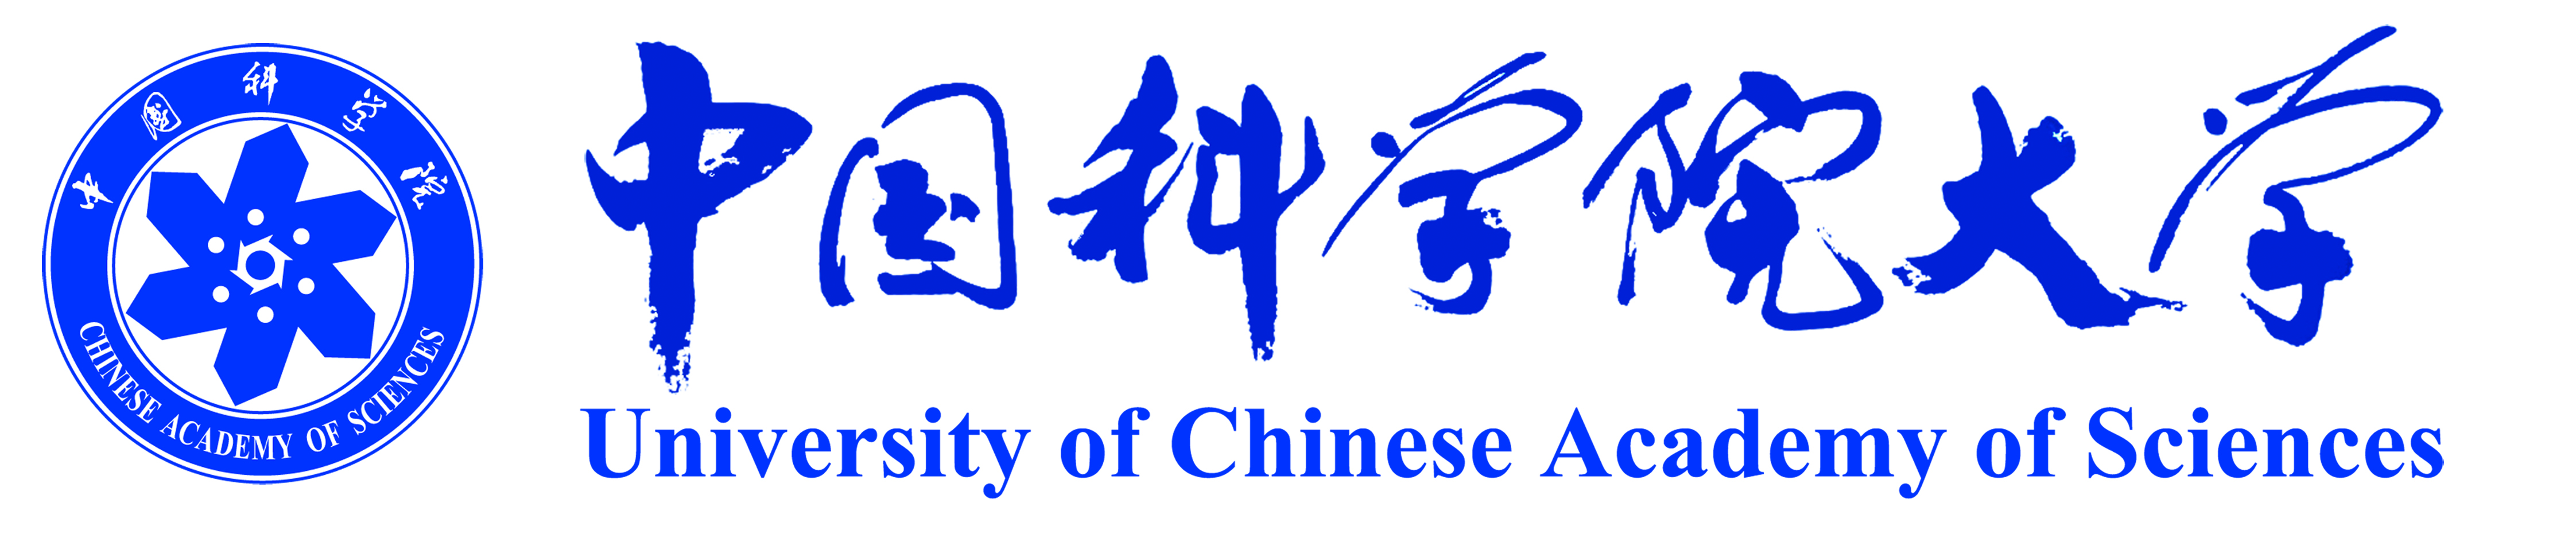 中国科学院
CHINESE ACADEMY OF SCIENCES
中国科学院大学
University of Chinese Academy of Sciences